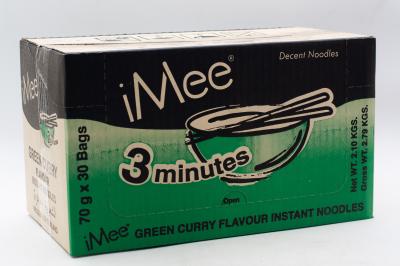 iMee®
Decent Noodles
3 minutes
70 g x 30 Bags
Net WT. 2.10 KGS.
Gross WT. 2.79 KGS.
Open
iMee® GREEN CURRY FLAVOUR INSTANT NOODLES
iMee
GREEN CURRY